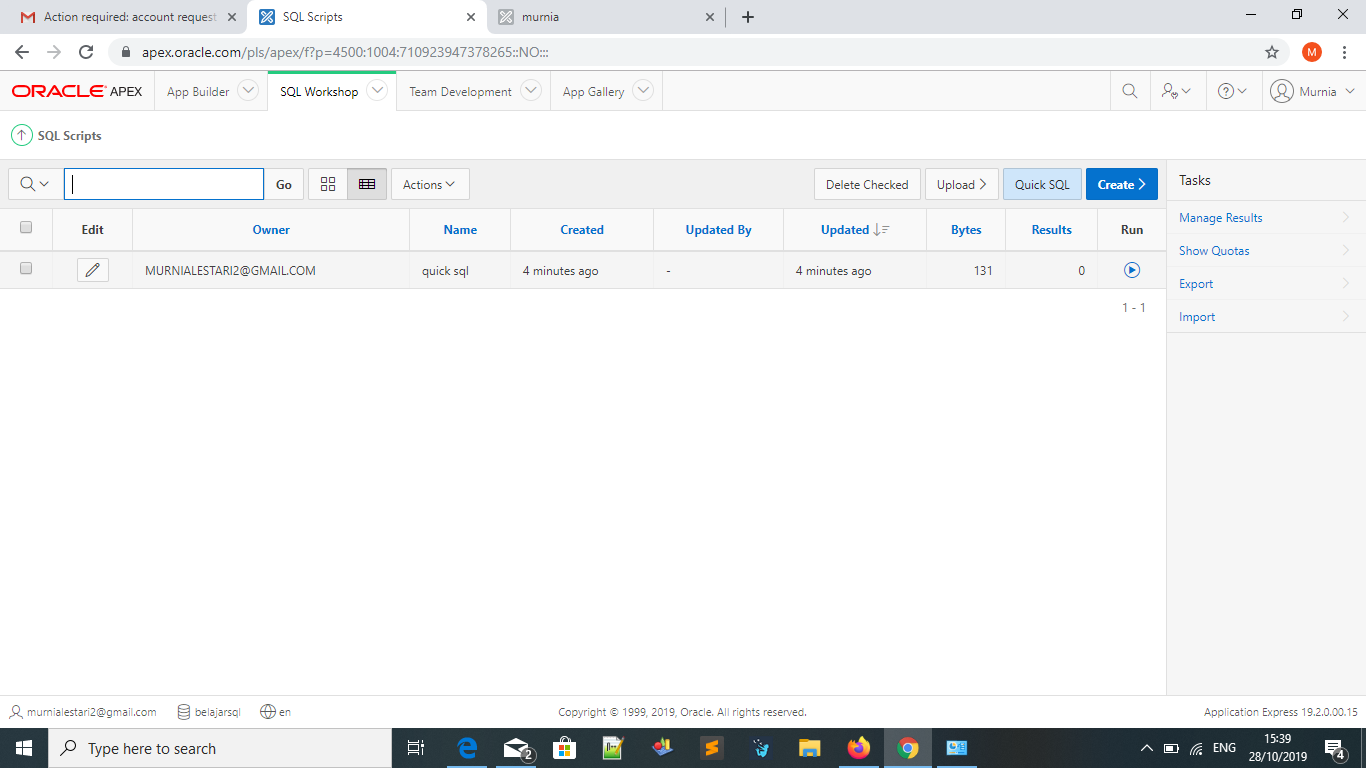 Action required: account request
SQL Scripts
murnia
apex.oracle.com/pls/apex/f?p=4500:1004:710923947378265::NO:::
M
ORACLE APEX
App Builder
SQL Workshop
Team Development
App Gallery
Murnia
SQL Scripts
Go
Actions
Delete Checked
Upload
Quick SQL
Create
Edit Owner Name Created Updated By Updated Bytes Results Run
MURNIALESTARI2@GMAIL.COM quick sql 4 minutes ago - 4 minutes ago 131 0
1 - 1
Tasks
Manage Results
Show Quotas
Export
Import
murnialestari2@gmail.com belajarsql en
Copyright © 1999, 2019, Oracle. All rights reserved.
Application Express 19.2.0.00.15
Type here to search
2
ENG
15:39
28/10/2019
4